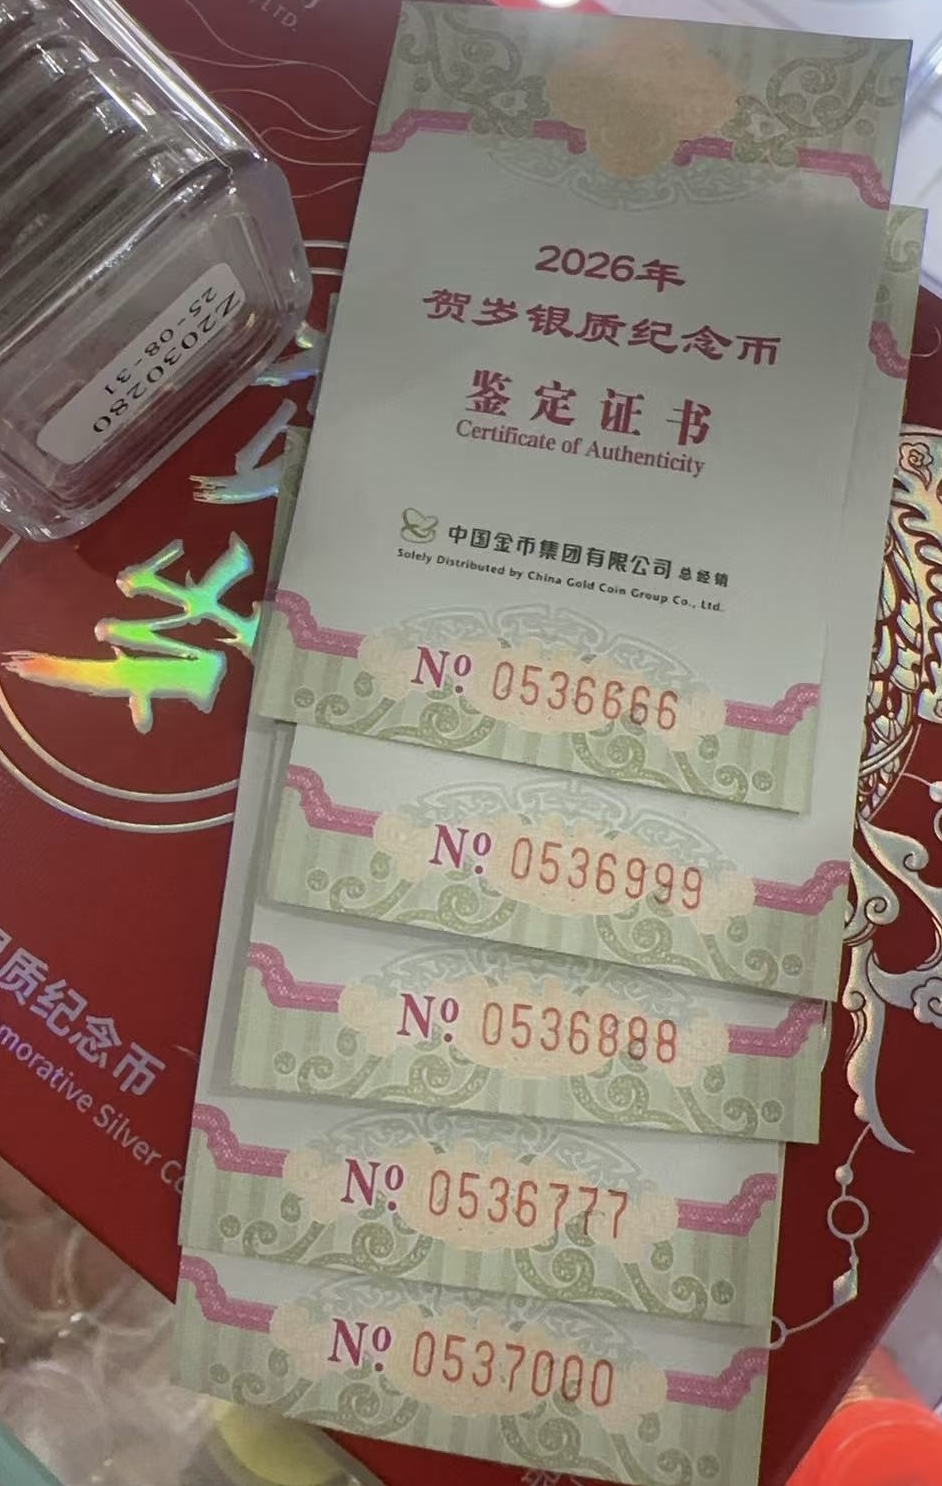 LTD.
Z2030280
25-08-31
2026年
贺岁银质纪念币
鉴定证书
Certificate of Authenticity
中国金币集团有限公司 总经销
Solely Distributed by China Gold Coin Group Co., Ltd.
Nº 0536666
Nº 0536999
Nº 0536888
Nº 0536777
Nº 0537000
质纪念币
morative Silver Co